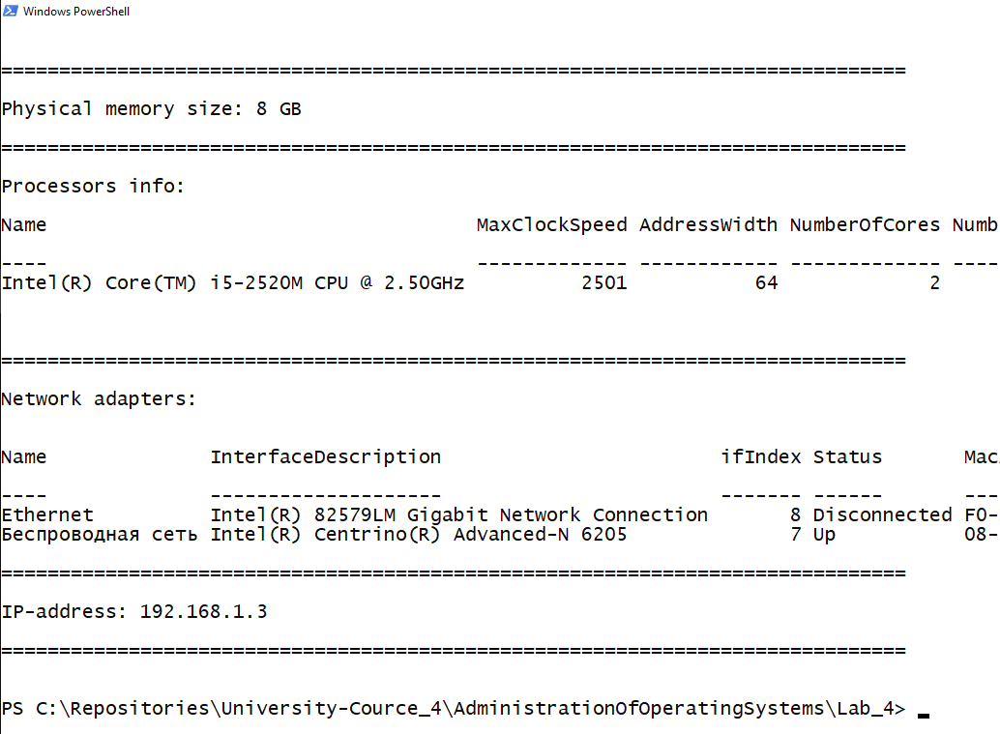 Windows PowerShell
==============================================================================
Physical memory size: 8 GB
==============================================================================
Processors info:
Name MaxClockSpeed AddressWidth NumberOfCores Numb
---- ------------- ------------ ------------- ----
Intel(R) Core(TM) i5-2520M CPU @ 2.50GHz 2501 64 2
==============================================================================
Network adapters:
Name InterfaceDescription ifIndex Status Mac
---- -------------------- ------- ------ ---
Ethernet Intel(R) 82579LM Gigabit Network Connection 8 Disconnected F0-
Беспроводная сеть Intel(R) Centrino(R) Advanced-N 6205 7 Up 08-
==============================================================================
IP-address: 192.168.1.3
==============================================================================
PS C:\Repositories\University-Cource_4\AdministrationOfOperatingSystems\Lab_4> _